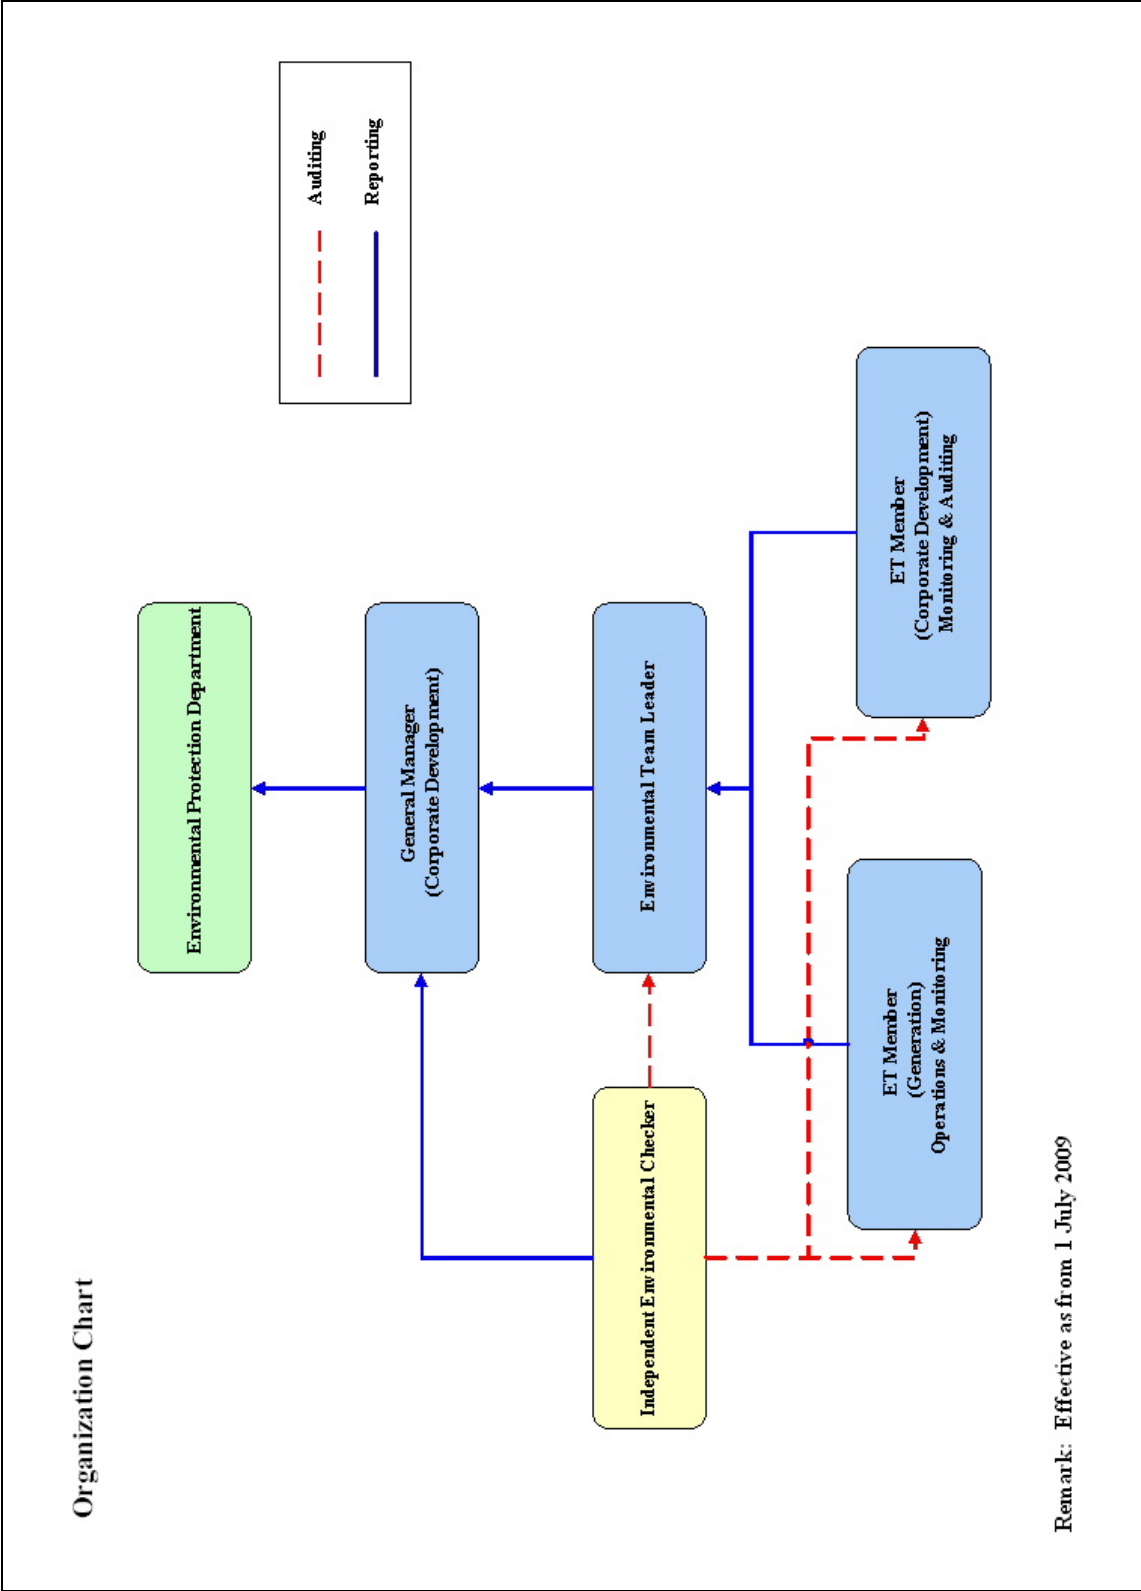 Organization Chart
Auditing
Reporting
Environmental Protection Department
General Manager
(Corporate Development)
Independent Environmental Checker
Environmental Team Leader
ET Member
(Generation)
Operations & Monitoring
ET Member
(Corporate Development)
Monitoring & Auditing
Remark: Effective as from 1 July 2009